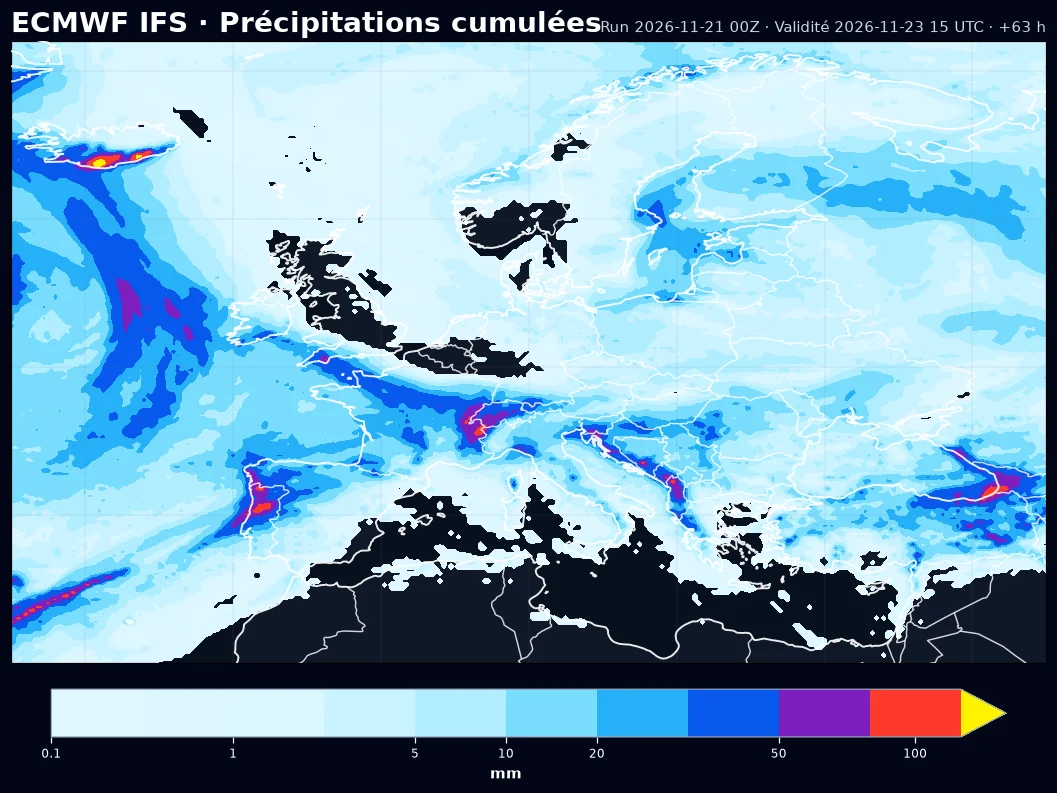 ECMWF IFS · Précipitations cumulées
Run 2026-11-21 00Z · Validité 2026-11-23 15 UTC · +63 h
0.1 1 5 10 20 50 100
mm